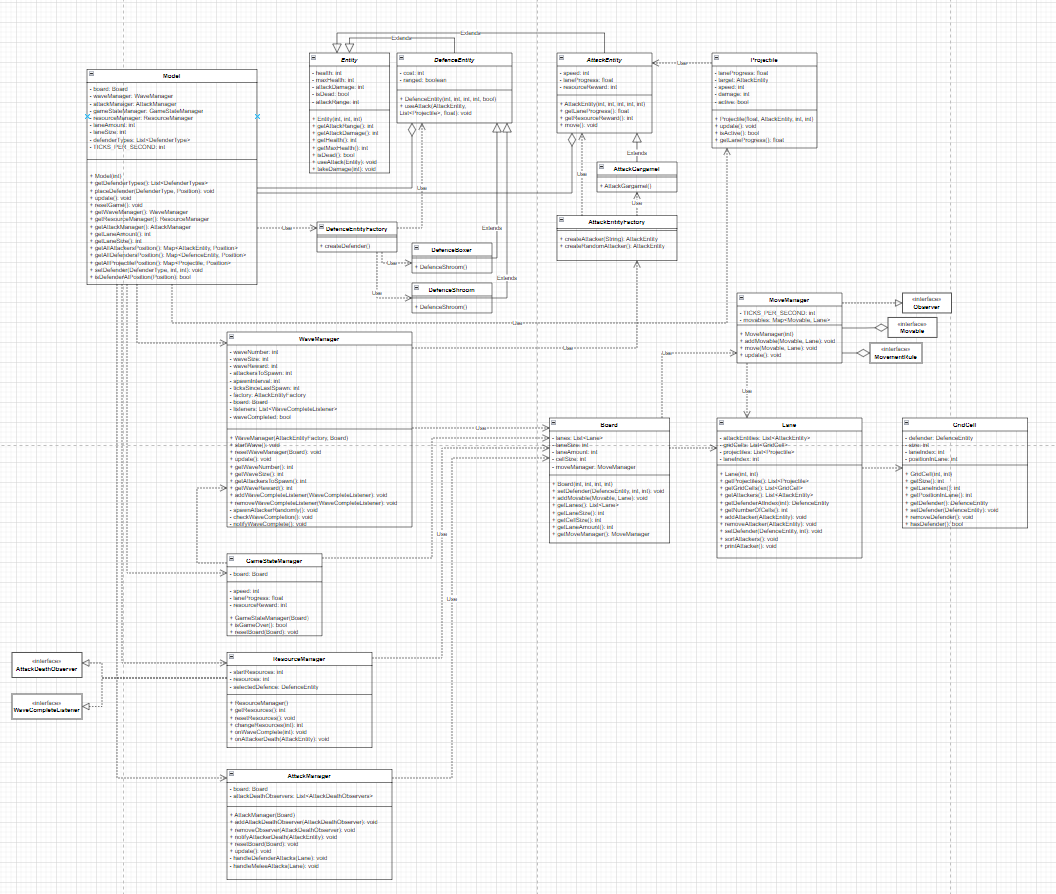 Model
- board: Board
- waveManager: WaveManager
- attackManager: AttackManager
- gameStateManager: GameStateManager
- resourceManager: ResourceManager
- laneAmount: int
- laneSize: int
- defenderTypes: List<DefenderType>
- TICKS_PER_SECOND: int
+ Model(int)
+ getDefenderTypes(): List<DefenderTypes>
+ placeDefender(DefenderType, Position): void
+ update(): void
+ resetGame(): void
+ getWaveManager(): WaveManager
+ getResourceManager(): ResourceManager
+ getAttackManager(): AttackManager
+ getLaneAmount(): int
+ getLaneSize(): int
+ getAllAttackersPosition(): Map<AttackEntity, Position>
+ getAllDefendersPosition(): Map<DefenceEntity, Position>
+ getAllProjectilePosition(): Map<Projectile, Position>
+ setDefender(DefenderType, int, int): void
+ isDefenderAtPosition(Position): bool
Extends
Extends
Entity
- health: int
- maxHealth: int
- attackDamage: int
- isDead: bool
- attackRange: int
+ Entity(int, int, int)
+ getAttackRange(): int
+ getAttackDamage(): int
+ getHealth(): int
+ getMaxHealth(): int
+ isDead(): bool
+ useAttack(Entity): void
+ takeDamage(int): void
DefenceEntity
- cost: int
- ranged: boolean
+ DefenceEntity(int, int, int, int, bool)
+ useAttack(AttackEntity,
List<Projectile>, float): void
AttackEntity
- speed: int
- laneProgress: float
- resourceReward: int
+ AttackEntity(int, int, int, int, int)
+ getLaneProgress(): float
+ getResourceReward(): int
+ move(): void
Use
Projectile
- laneProgress: float
- target: AttackEntity
- speed: int
- damage: int
- active: bool
+ Projectile(float, AttackEntity, int, int)
+ update(): void
+ isActive(): bool
+ getLaneProgress(): float
Extends
Use
AttackGargamel
+ AttackGargamel()
Use
AttackEntityFactory
+ createAttacker(String): AttackEntity
+ createRandomAttacker(): AttackEntity
Use
Use
DefenceEntityFactory
+ createDefender()
Extends
Use
DefenceBoxer
+ DefenceShroom()
Use
DefenceShroom
+ DefenceShroom()
Extends
Use
Use
MoveManager
- TICKS_PER_SECOND: int
- movables: Map<Movable, Lane>
+ MoveManager(int)
+ addMovable(Movable, Lane): void
+ move(Movable, Lane): void
+ update(): void
«interface»
Observer
«interface»
Movable
«interface»
MovementRule
Use
Use
WaveManager
- waveNumber: int
- waveSize: int
- waveReward: int
- attackersToSpawn: int
- spawnInterval: int
- ticksSinceLastSpawn: int
- factory: AttackEntityFactory
- board: Board
- listeners: List<WaveCompleteListener>
- waveCompleted: bool
+ WaveManager(AttackEntityFactory, Board)
+ startWave(): void
+ resetWaveManager(Board): void
+ update(): void
+ getWaveNumber(): int
+ getWaveSize(): int
+ getAttackersToSpawn(): int
+ getWaveReward(): int
+ addWaveCompleteListener(WaveCompleteListener): void
+ removeWaveCompleteListener(WaveCompleteListener): void
- spawnAttackerRandomly(): void
- checkWaveCompletion(): void
- notifyWaveComplete(): void
Use
Board
- lanes: List<Lane>
- laneSize: int
- laneAmount: int
- cellSize: int
- moveManager: MoveManager
+ Board(int, int, int, int)
+ setDefender(DefenceEntity, int, int): void
+ addMovable(Movable, Lane): void
+ getLanes(): List<Lane>
+ getLaneSize(): int
+ getCellSize(): int
+ getLaneAmount(): int
+ getMoveManager(): MoveManager
Lane
- attackEntities: List<AttackEntity>
- gridCells: List<GridCell>
- projectiles: List<Projectile>
- laneIndex: int
+ Lane(int, int)
+ getProjectiles(): List<Projectile>
+ getGridCells(): List<GridCell>
+ getAttackers(): List<AttackEntity>
+ getDefenderAtIndex(int): DefenceEntity
+ getNumberOfCells(): int
+ addAttacker(AttackEntity): void
+ removeAttacker(AttackEntity): void
+ setDefender(DefenceEntity, int): void
+ sortAttackers(): void
+ printAttacker(): void
GridCell
- defender: DefenceEntity
- size: int
- laneIndex: int
- positionInLane: int
+ GridCell(int, int, int)
+ getSize(): int
+ getLaneIndex(): int
+ getPositionInLane(): int
+ getDefender(): DefenceEntity
+ setDefender(DefenceEntity): void
+ removeDefender(): void
+ hasDefender(): bool
Use
GameStateManager
- board: Board
- speed: int
- laneProgress: float
- resourceReward: int
+ GameStateManager(Board)
+ isGameOver(): bool
+ resetBoard(Board): void
Use
«interface»
AttackDeathObserver
«interface»
WaveCompleteListener
ResourceManager
- startResources: int
- resources: int
- selectedDefence: DefenceEntity
+ ResourceManager()
+ getResources(): int
+ resetResources(): void
+ changeResources(int): int
+ onWaveComplete(int): void
+ onAttackerDeath(AttackEntity): void
AttackManager
- board: Board
- attackDeathObservers: List<AttackDeathObservers>
+ AttackManager(Board)
+ addAttackDeathObserver(AttackDeathObserver): void
+ removeObserver(AttackDeathObserver): void
+ notifyAttackerDeath(AttackEntity): void
+ resetBoard(Board): void
+ update(): void
- handleDefenderAttacks(Lane): void
- handleMeleeAttacks(Lane): void